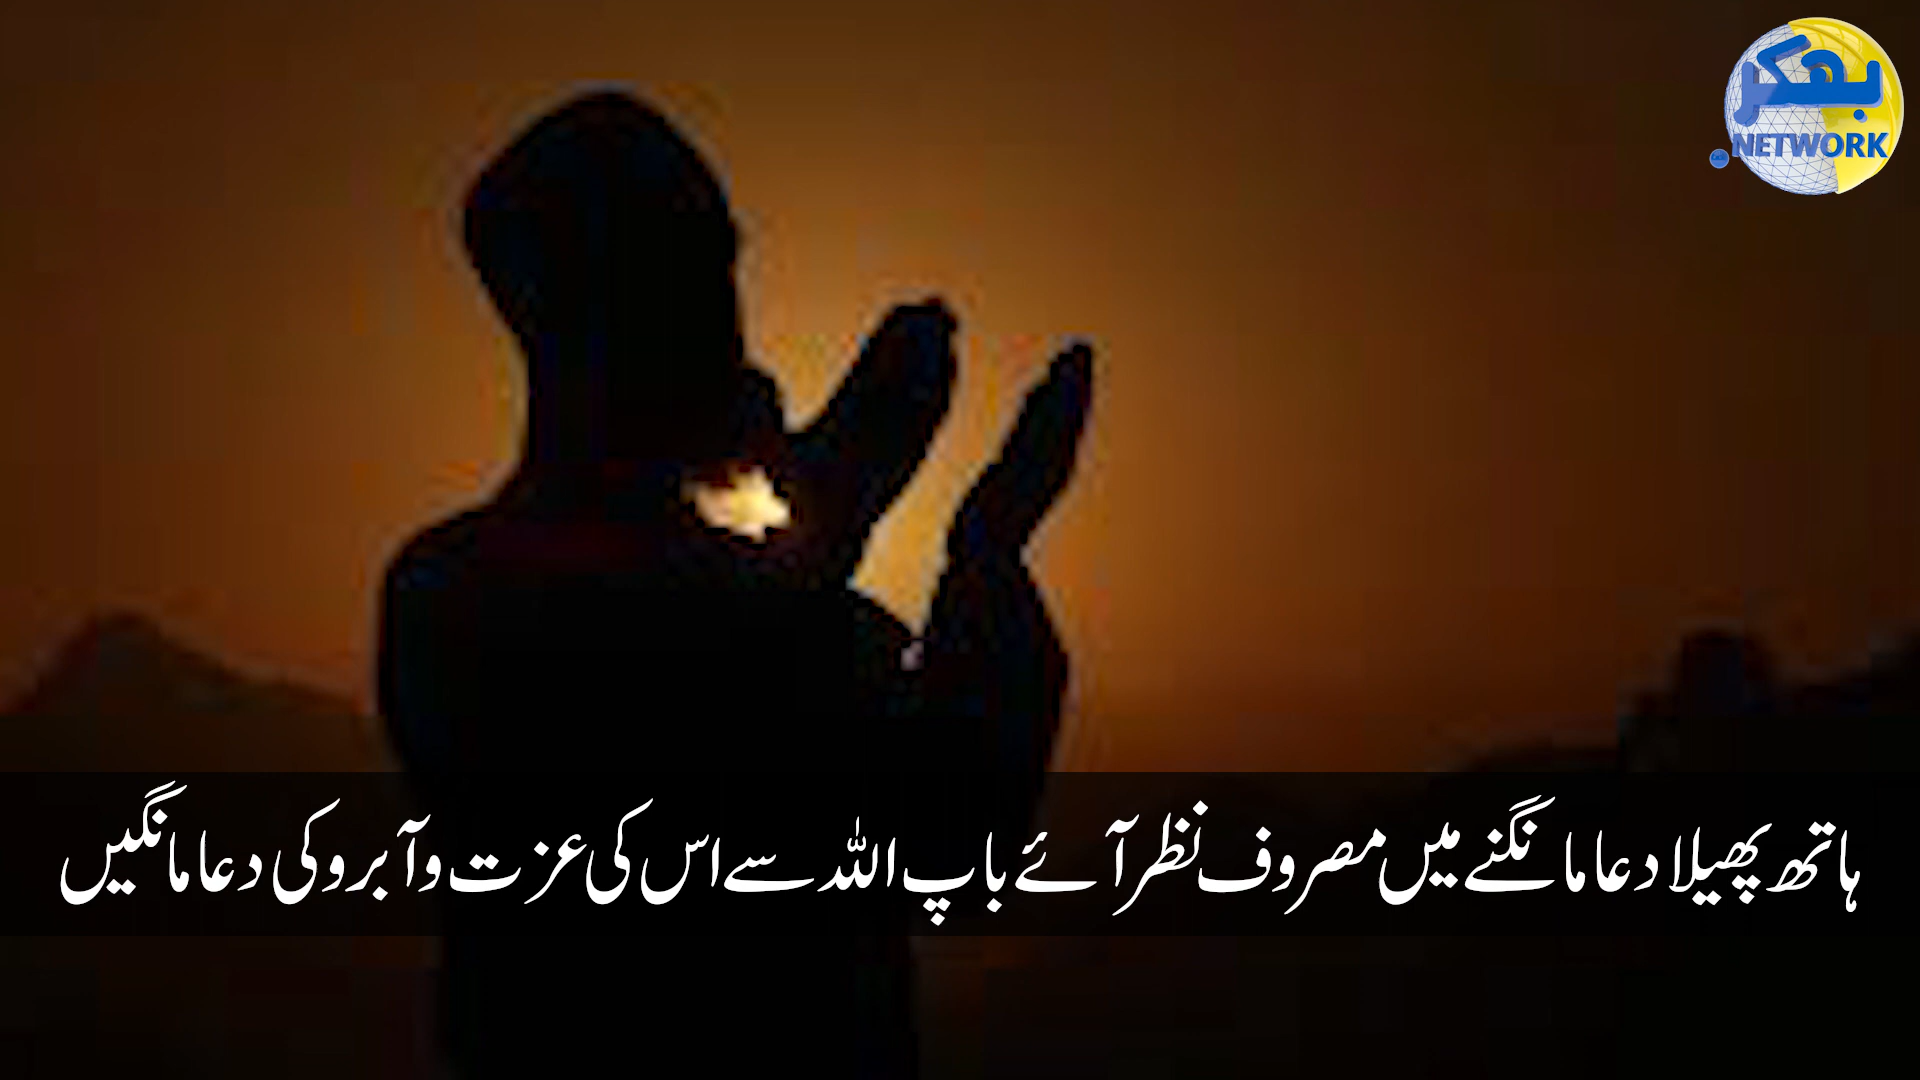 بھکر
NETWORK
ہاتھ پھیلا دعا مانگنے میں مصروف نظر آئے باپ اللہ سے اس کی عزت و آبرو کی دعا مانگیں